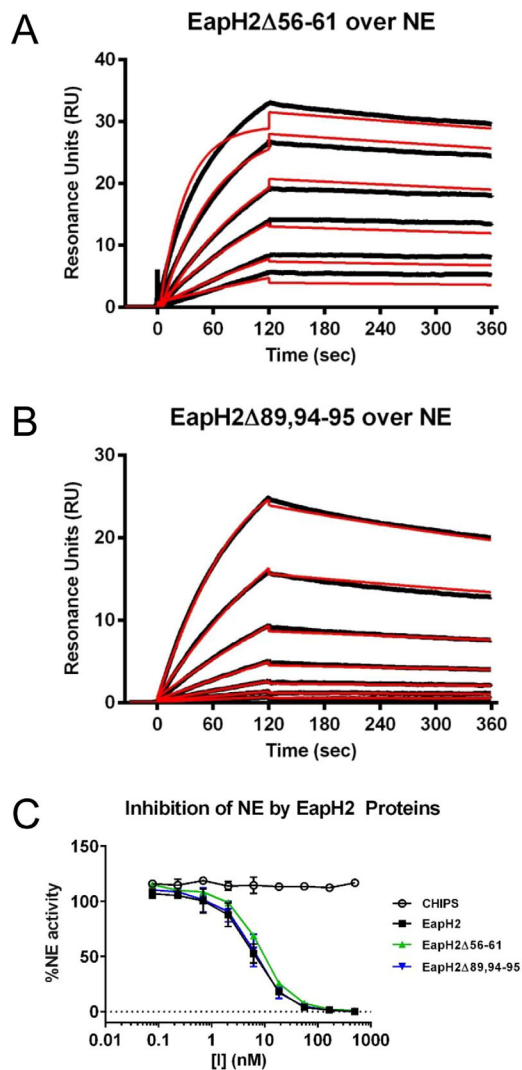 A
EapH2Δ56-61 over NE
Resonance Units (RU)
40
30
20
10
0
0 60 120 180 240 300 360
Time (sec)
B
EapH2Δ89,94-95 over NE
Resonance Units (RU)
30
20
10
0
0 60 120 180 240 300 360
Time (sec)
C
Inhibition of NE by EapH2 Proteins
%NE activity
150
100
50
0
0.01 0.1 1 10 100 1000
[I] (nM)
CHIPS
EapH2
EapH2Δ56-61
EapH2Δ89,94-95